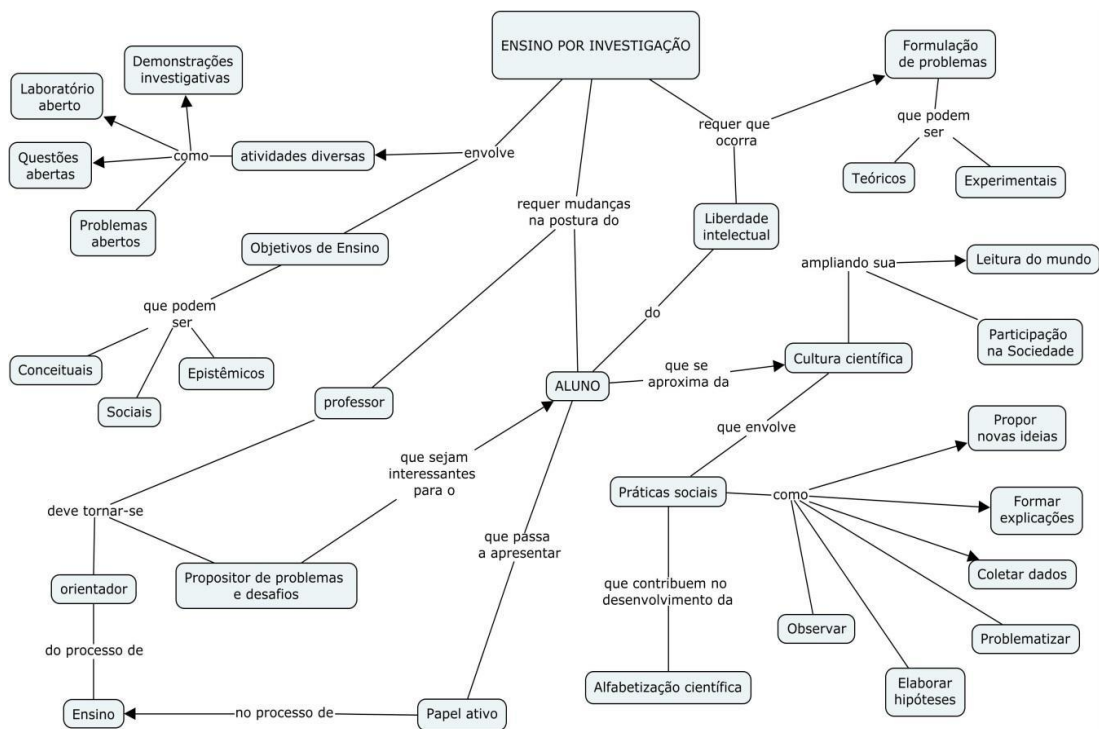 ENSINO POR INVESTIGAÇÃO
Formulação
de problemas
Demonstrações
investigativas
Laboratório
aberto
Questões
abertas
como
atividades diversas
envolve
Problemas
abertos
requer que
ocorra
que podem
ser
Teóricos
Experimentais
requer mudanças
na postura do
Liberdade
intelectual
Objetivos de Ensino
que podem
ser
Conceituais
Sociais
Epistêmicos
do
ampliando sua
Leitura do mundo
Participação
na Sociedade
professor
ALUNO
que se
aproxima da
Cultura científica
que envolve
Práticas sociais
como
Propor
novas ideias
Formar
explicações
Coletar dados
Problematizar
Elaborar
hipóteses
Observar
que contribuem no
desenvolvimento da
Alfabetização científica
que sejam
interessantes
para o
deve tornar-se
orientador
Propositor de problemas
e desafios
que passa
a apresentar
do processo de
Ensino
no processo de
Papel ativo